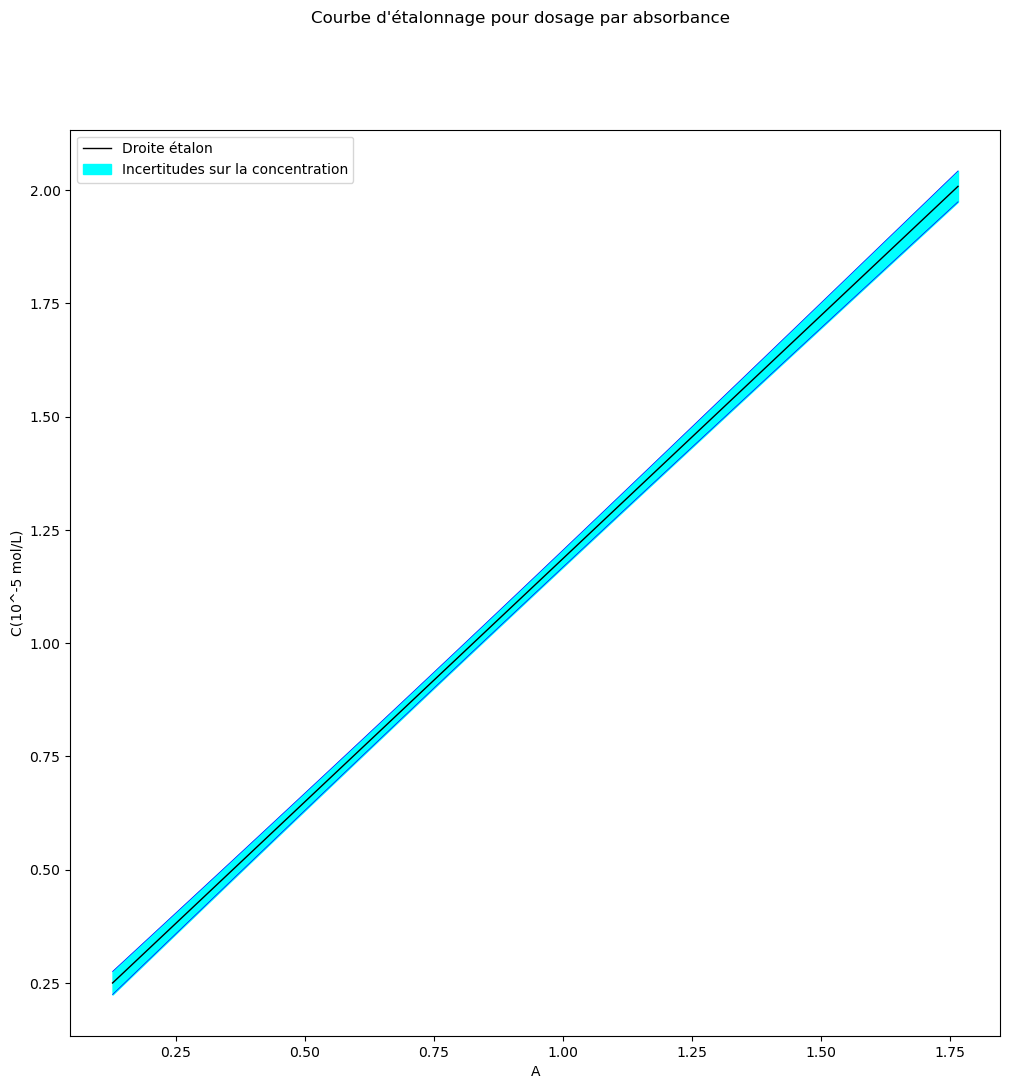 Courbe d'étalonnage pour dosage par absorbance
Droite étalon
Incertitudes sur la concentration
2.00
1.75
1.50
1.25
1.00
0.75
0.50
0.25
C(10^-5 mol/L)
0.25 0.50 0.75 1.00 1.25 1.50 1.75
A